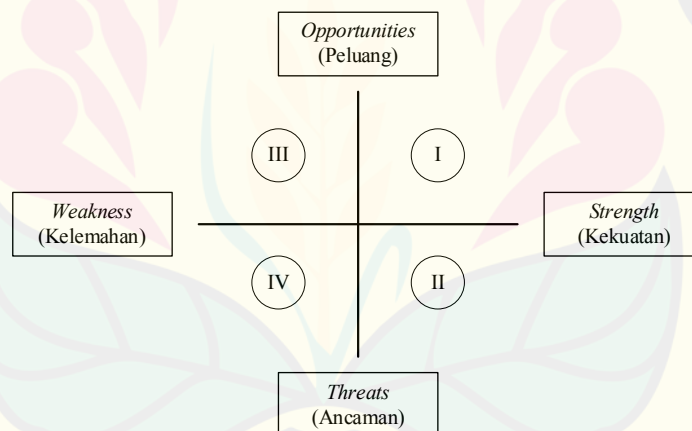 Opportunities
(Peluang)
III
I
Weakness
(Kelemahan)
Strength
(Kekuatan)
IV
II
Threats
(Ancaman)